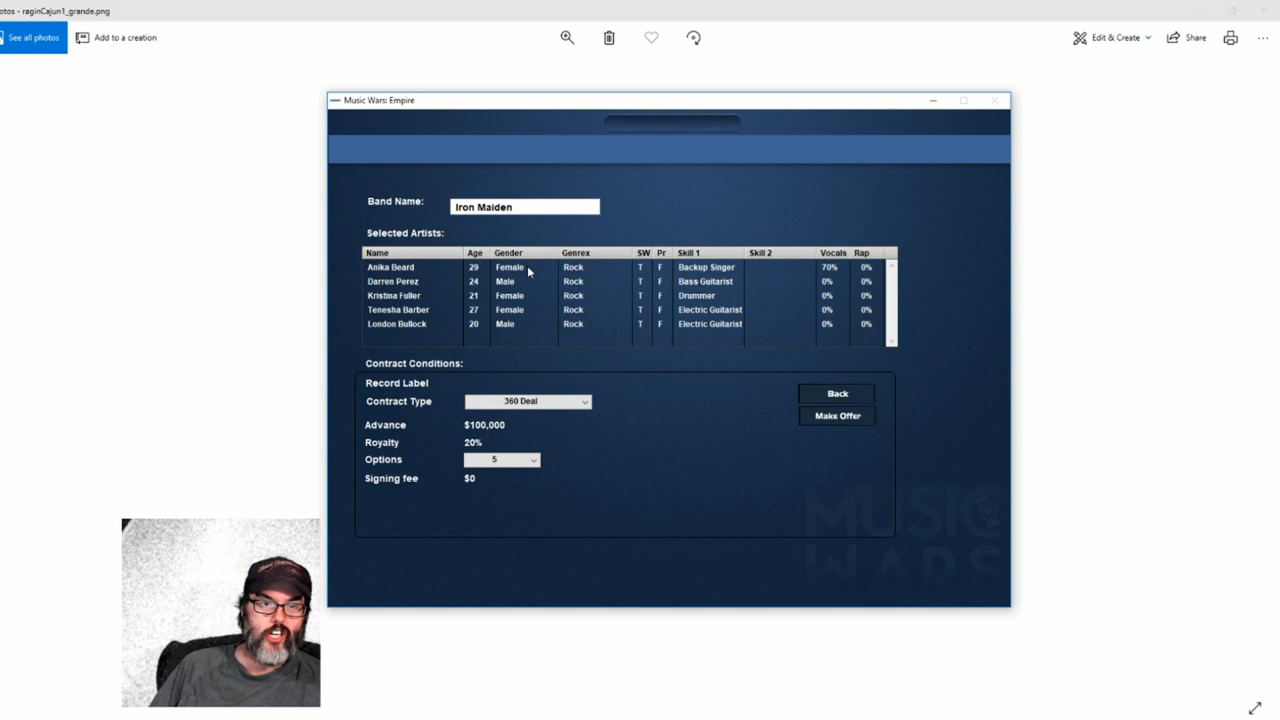 otos - raginCajun1_grande.png
See all photos Add to a creation Edit & Create Share
Music Wars: Empire
Band Name: Iron Maiden
Selected Artists:
Name Age Gender Genrex SW Pr Skill 1 Skill 2 Vocals Rap
Anika Beard 29 Female Rock T F Backup Singer 70% 0%
Darren Perez 24 Male Rock T F Bass Guitarist 0% 0%
Kristina Fuller 21 Female Rock T F Drummer 0% 0%
Tenesha Barber 27 Female Rock T F Electric Guitarist 0% 0%
London Bullock 20 Male Rock T F Electric Guitarist 0% 0%
Contract Conditions:
Record Label
Contract Type 360 Deal
Back
Advance $100,000
Make Offer
Royalty 20%
Options 5
Signing fee $0
MUSIC
WARS